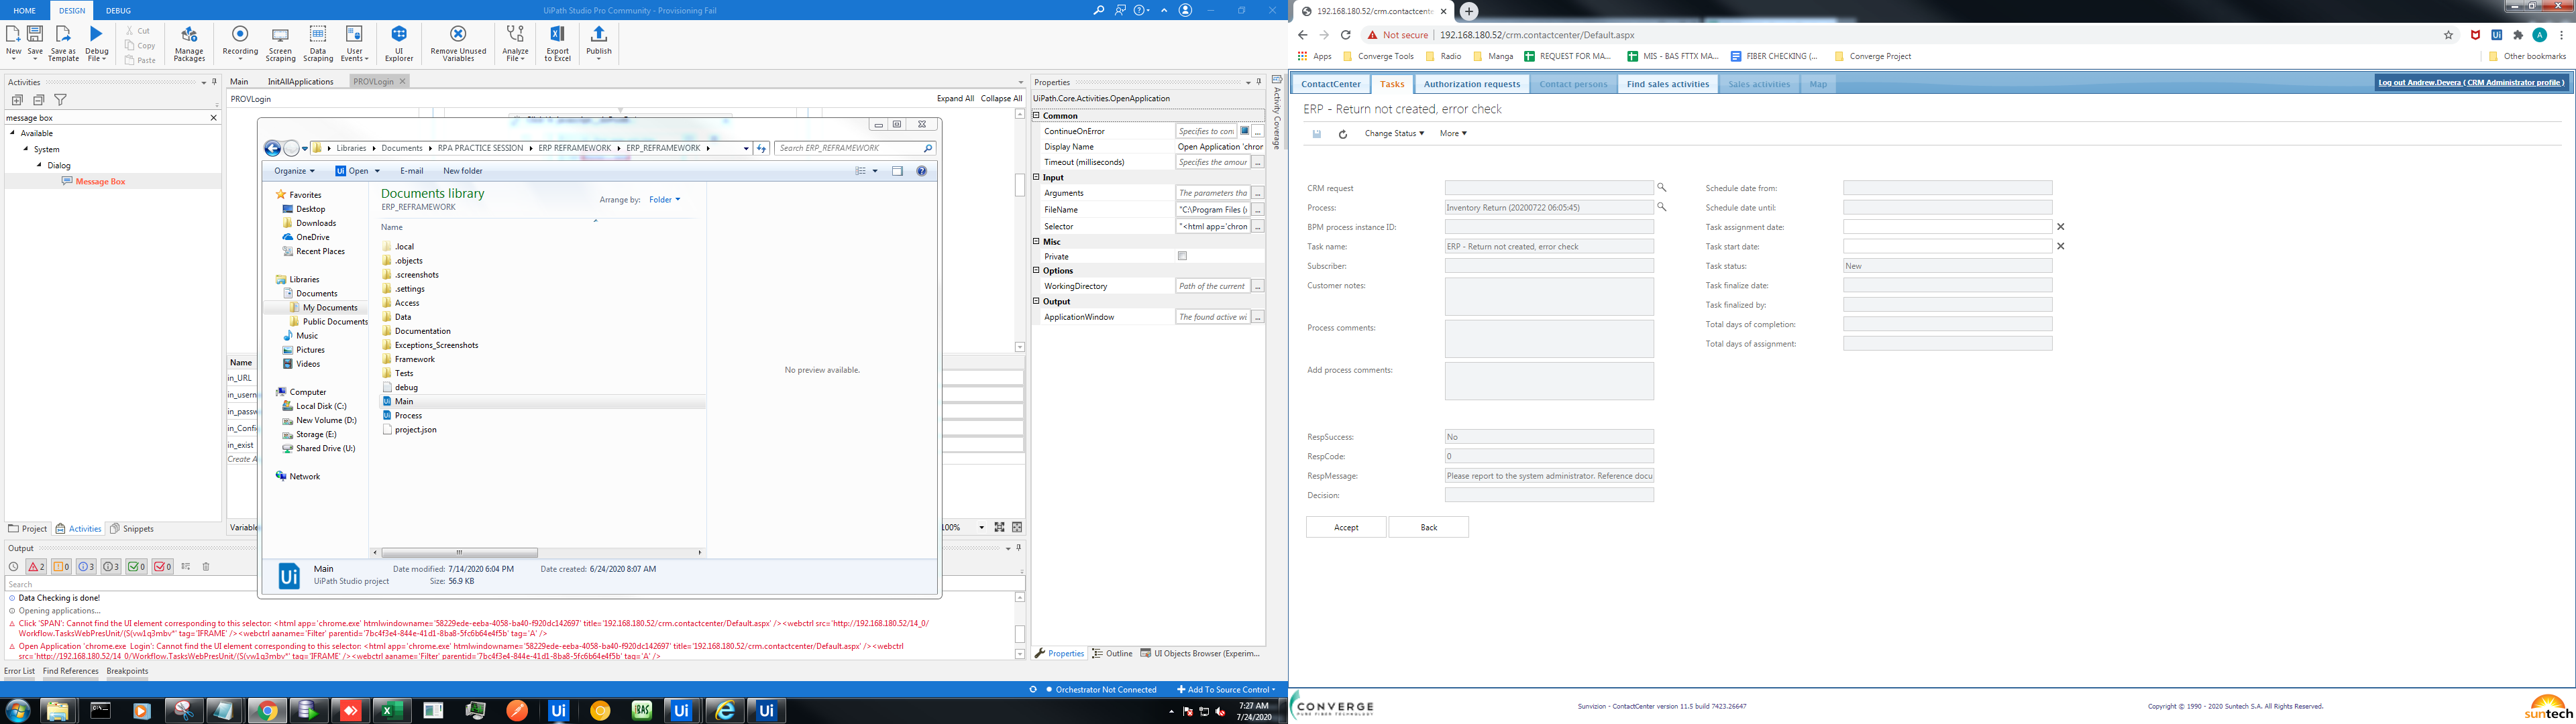 HOME DESIGN DEBUG
UiPath Studio Pro Community - Provisioning Fail
New
Save
Save as Template
Debug File
Cut
Copy
Paste
Manage Packages
Recording
Screen Scraping
Data Scraping
User Events
UI Explorer
Remove Unused Variables
Analyze File
Export to Excel
Publish
Activities
message box
Available
System
Dialog
Message Box
Project Activities Snippets
Main InitAllApplications PROVLogin
PROVLogin
Expand All Collapse All
Libraries Documents RPA PRACTICE SESSION ERP REFRAMEWORK ERP_REFRAMEWORK
Search ERP_REFRAMEWORK
Organize Open E-mail New folder
Favorites
Desktop
Downloads
OneDrive
Recent Places
Libraries
Documents
My Documents
Public Documents
Music
Pictures
Videos
Computer
Local Disk (C:)
New Volume (D:)
Storage (E:)
Shared Drive (U:)
Network
Documents library
ERP_REFRAMEWORK
Arrange by: Folder
Name
.local
.objects
.screenshots
.settings
Access
Data
Documentation
Exceptions_Screenshots
Framework
Tests
debug
Main
Process
project.json
No preview available.
Main
UiPath Studio project
Date modified: 7/14/2020 6:04 PM
Size: 56.9 KB
Date created: 6/24/2020 8:07 AM
Name
in_URL
in_userna
in_passw
in_Config
in_exist
Create A
Variable
100%
Properties
UiPath.Core.Activities.OpenApplication
Common
ContinueOnError Specifies to con
Display Name Open Application 'chror
Timeout (milliseconds) Specifies the amour
Input
Arguments The parameters tha
FileName "C:\Program Files (x
Selector "<html app='chron
Misc
Private
Options
WorkingDirectory Path of the current
Output
ApplicationWindow The found active wi
Activity Coverage
Properties Outline UI Objects Browser (Experim...
Output
2 0 3 3 0 0
Search
Data Checking is done!
Opening applications...
Click 'SPAN': Cannot find the UI element corresponding to this selector: <html app='chrome.exe' htmlwindowname='58229ede-eeba-4058-ba40-f920dc142697' title='192.168.180.52/crm.contactcenter/Default.aspx' /><webctrl src='http://192.168.180.52/14_0/
Workflow.TasksWebPresUnit/(S(vw1q3mbv*' tag='IFRAME' /><webctrl aaname='Filter' parentid='7bc4f3e4-844e-41d1-8ba8-5fc6b64e4f5b' tag='A' />
Open Application 'chrome.exe Login': Cannot find the UI element corresponding to this selector: <html app='chrome.exe' htmlwindowname='58229ede-eeba-4058-ba40-f920dc142697' title='192.168.180.52/crm.contactcenter/Default.aspx' /><webctrl
src='http://192.168.180.52/14_0/Workflow.TasksWebPresUnit/(S(vw1q3mbv*' tag='IFRAME' /><webctrl aaname='Filter' parentid='7bc4f3e4-844e-41d1-8ba8-5fc6b64e4f5b' tag='A' />
Error List Find References Breakpoints
Orchestrator Not Connected Add To Source Control
7:27 AM
7/24/2020
192.168.180.52/crm.contactcente
Not secure 192.168.180.52/crm.contactcenter/Default.aspx
Apps Converge Tools Radio Manga REQUEST FOR MA... MIS - BAS FTTX MA... FIBER CHECKING (... Converge Project Other bookmarks
ContactCenter Tasks Authorization requests Contact persons Find sales activities Sales activities Map
Log out Andrew.Devera ( CRM Administrator profile )
ERP - Return not created, error check
Change Status More
CRM request
Process: Inventory Return (20200722 06:05:45)
BPM process instance ID:
Task name: ERP - Return not created, error check
Subscriber:
Customer notes:
Process comments:
Add process comments:
RespSuccess: No
RespCode: 0
RespMessage: Please report to the system administrator. Reference docu
Decision:
Accept Back
Schedule date from:
Schedule date until:
Task assignment date:
Task start date:
Task status: New
Task finalize date:
Task finalized by:
Total days of completion:
Total days of assignment:
CONVERGE
PURE FIBER TECHNOLOGY
Sunvizion - ContactCenter version 11.5 build 7423.26647
Copyright © 1990 - 2020 Suntech S.A. All Rights Reserved.
suntech